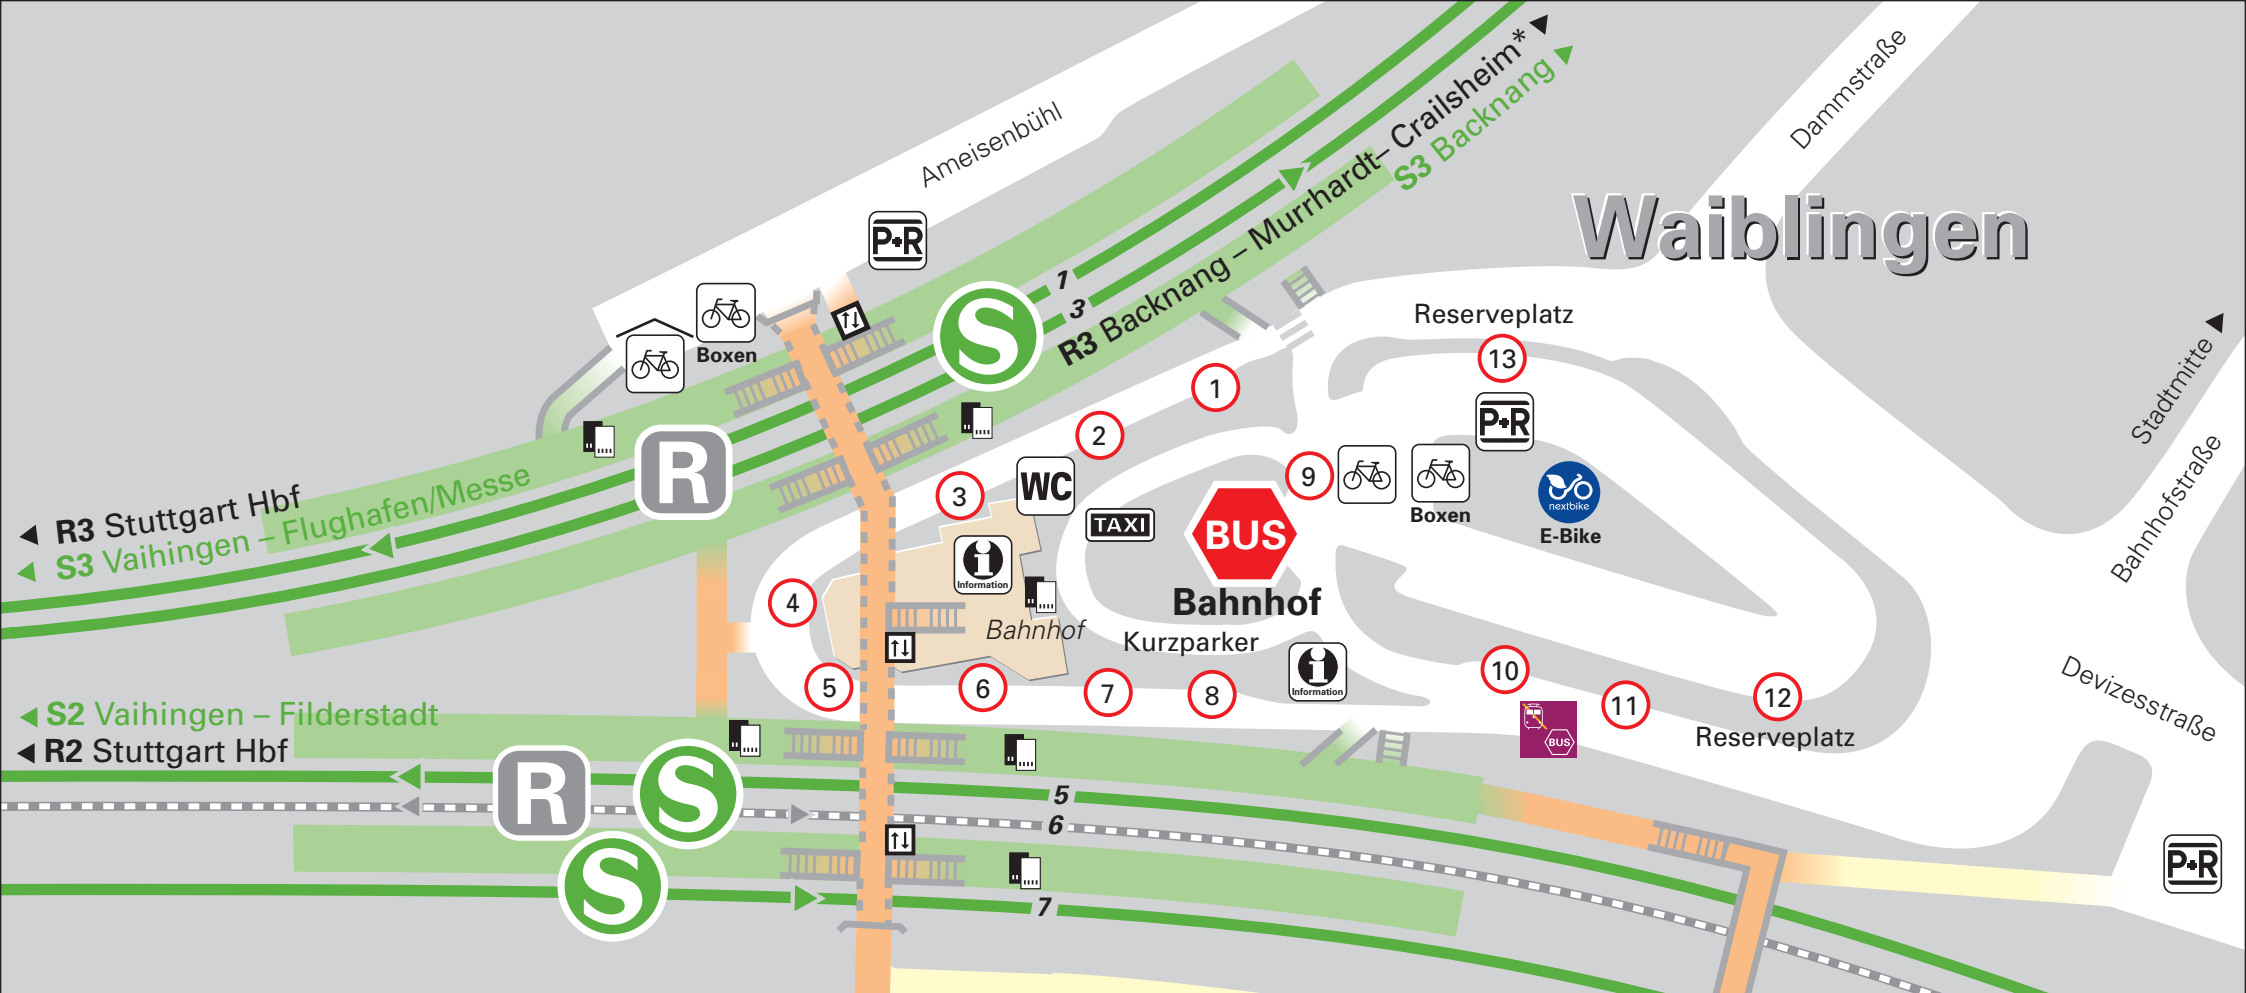 Ameisenbühl
R3 Backnang – Murrhardt– Crailsheim*
S3 Backnang
Dammstraße
Waiblingen
P+R
Boxen
S
1
3
Reserveplatz
13
P+R
1
2
3
WC
9
Boxen
nextbike
E-Bike
Stadtmitte
Bahnhofstraße
R
R3 Stuttgart Hbf
S3 Vaihingen – Flughafen/Messe
TAXI
BUS
Bahnhof
Kurzparker
Information
Bahnhof
4
5
6
7
8
Information
10
11
12
Reserveplatz
BUS
Devizesstraße
S2 Vaihingen – Filderstadt
R2 Stuttgart Hbf
R
S
5
6
S
7
P+R